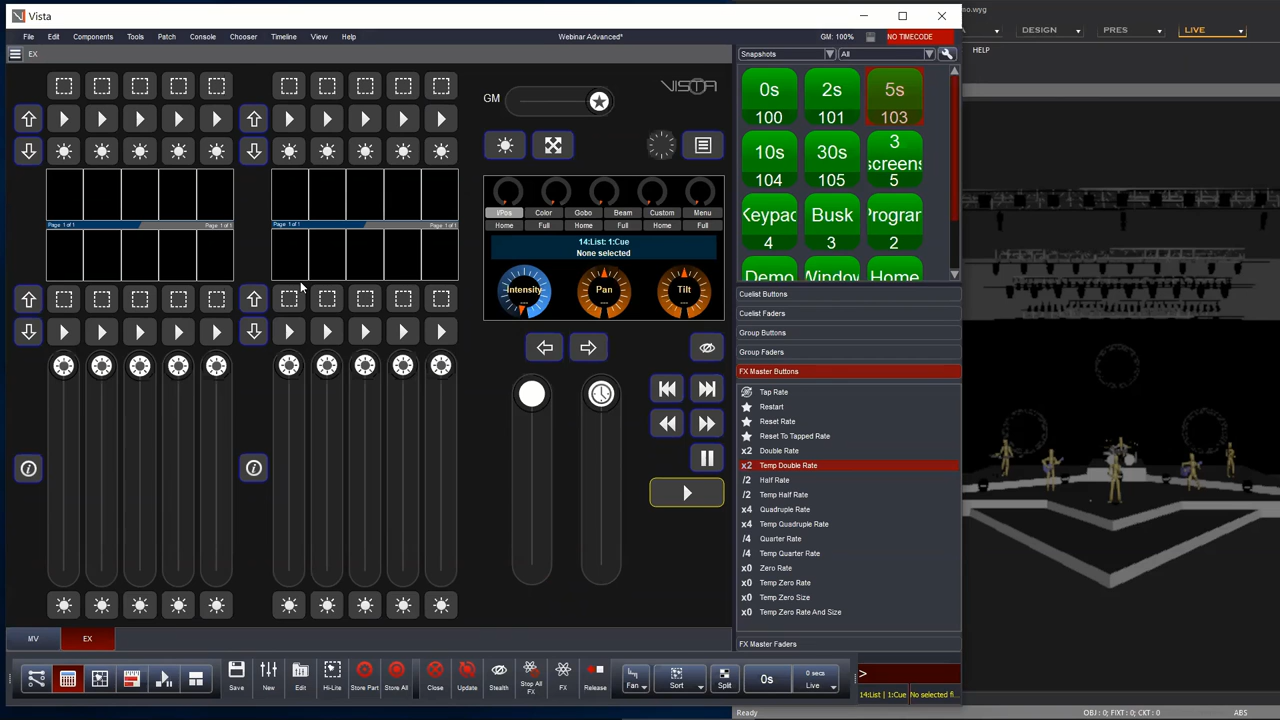 Vista
mo.wyg
File Edit Components Tools Patch Console Chooser Timeline View Help
Webinar Advanced*
GM: 100%
NO TIMECODE
DESIGN PRES LIVE
HELP
EX
Snapshots All
VISTA
GM
0s 100
2s 101
5s 103
10s 104
30s 105
3 screens 5
Keypad 4
Busk 3
Program 2
Demo Window Home
Page 1 of 1 Page 1 of 1 Page 1 of 1 Page 1 of 1
I/Pos Color Gobo Beam Custom Menu
Home Full Home Full Home Full
14:List: 1:Cue
None selected
Intensity Pan Tilt
--- --- ---
Cuelist Buttons
Cuelist Faders
Group Buttons
Group Faders
FX Master Buttons
Tap Rate
Restart
Reset Rate
Reset To Tapped Rate
x2 Double Rate
x2 Temp Double Rate
/2 Half Rate
/2 Temp Half Rate
x4 Quadruple Rate
x4 Temp Quadruple Rate
/4 Quarter Rate
/4 Temp Quarter Rate
x0 Zero Rate
x0 Temp Zero Rate
x0 Temp Zero Size
x0 Temp Zero Rate And Size
FX Master Faders
MV EX
Save New Edit Hi-Lite Store Part Store All Close Update Stealth Stop All FX FX Release Fan Sort Split 0s 0 secs Live
>
14:List | 1:Cue No selected fi...
Ready
OBJ : 0; FIXT : 0; CKT : 0
ABS